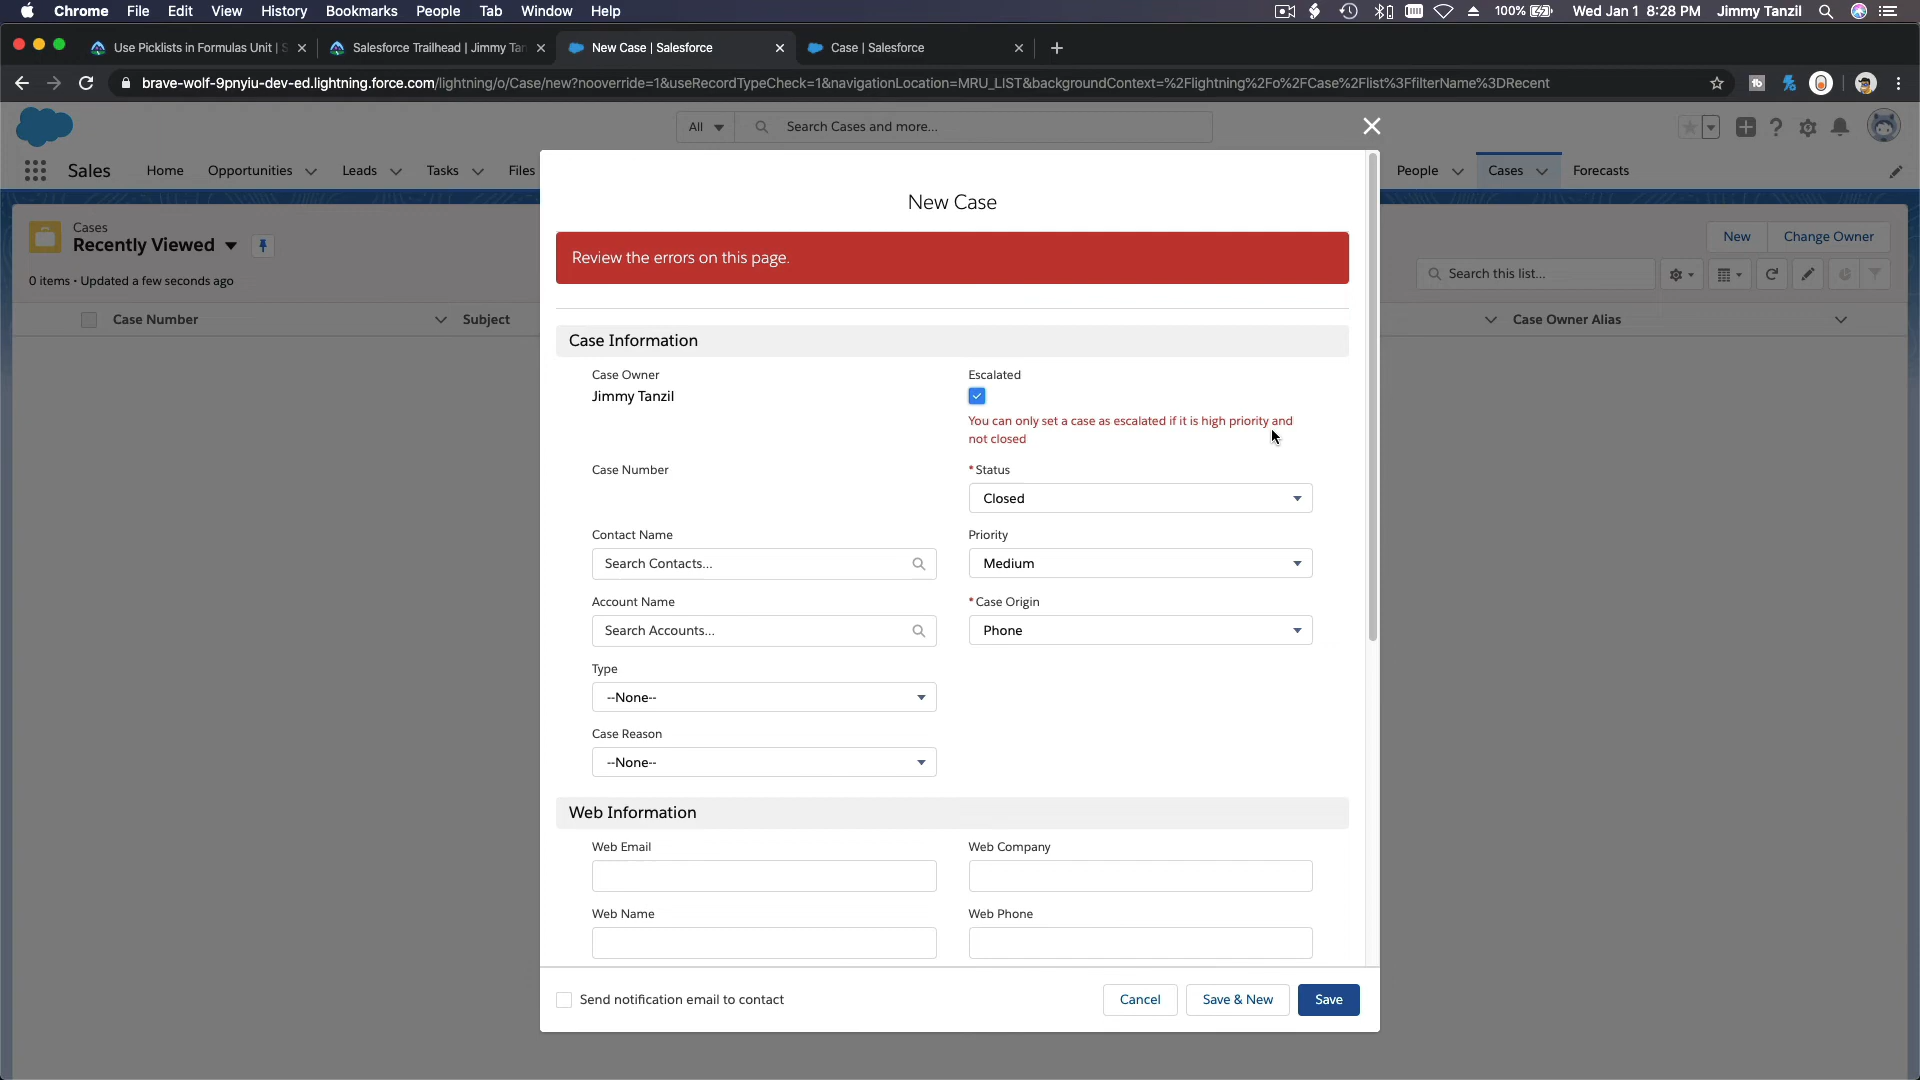 Chrome File Edit View History Bookmarks People Tab Window Help
100% Wed Jan 1 8:28 PM Jimmy Tanzil
Use Picklists in Formulas Unit | S
Salesforce Trailhead | Jimmy Tan
New Case | Salesforce
Case | Salesforce
brave-wolf-9pnyiu-dev-ed.lightning.force.com/lightning/o/Case/new?nooverride=1&useRecordTypeCheck=1&navigationLocation=MRU_LIST&backgroundContext=%2Flightning%2Fo%2FCase%2Flist%3FfilterName%3DRecent
All Search Cases and more...
Sales Home Opportunities Leads Tasks Files People Cases Forecasts
Cases
Recently Viewed
New Change Owner
0 items • Updated a few seconds ago
Search this list...
Case Number Subject Case Owner Alias
New Case
Review the errors on this page.
Case Information
Case Owner
Jimmy Tanzil
Escalated
You can only set a case as escalated if it is high priority and
not closed
Case Number
*Status
Closed
Contact Name
Search Contacts...
Priority
Medium
Account Name
Search Accounts...
*Case Origin
Phone
Type
--None--
Case Reason
--None--
Web Information
Web Email
Web Company
Web Name
Web Phone
Send notification email to contact
Cancel Save & New Save